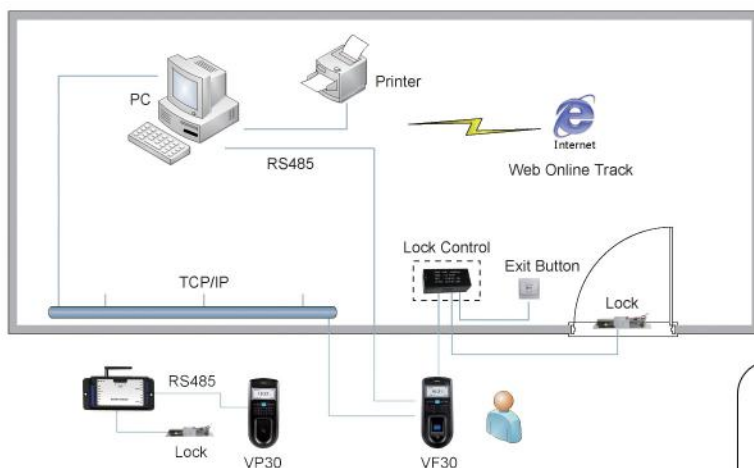 Printer
PC
Internet
RS485
Web Online Track
Lock Control
Exit Button
TCP/IP
Lock
RS485
Lock
VP30
VF30